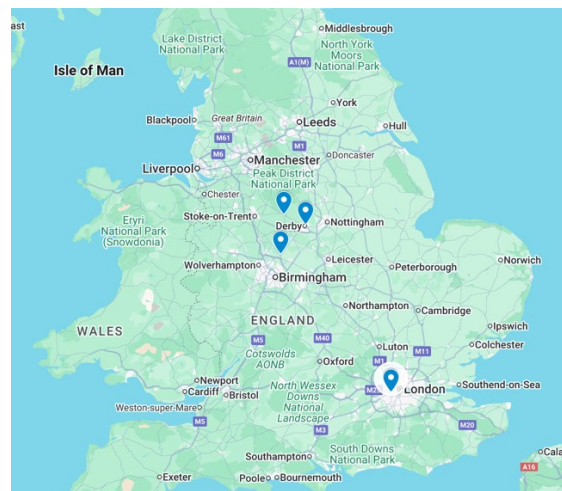 ast
Middlesbrough
Lake District
National Park
North York
Moors
National Park
A1(M)
Isle of Man
York
Blackpool
Great Britain
Leeds
Hull
M61
M6
M1
Liverpool
Manchester
Doncaster
Peak District
National Park
Chester
Stoke-on-Trent
Derby
Nottingham
Eryri
National Park
(Snowdonia)
Wolverhampton
Leicester
Norwich
Peterborough
Birmingham
Northampton
Cambridge
WALES
ENGLAND
Ipswich
M5
M40
Luton
Colchester
Cotswolds
AONB
Oxford
M1
M11
Newport
Cardiff
Bristol
North Wessex
Downs
National
Landscape
M25
London
Southend-on-Sea
Weston-super-Mare
M5
M3
M20
South Downs
National Park
Southampton
Exeter
Poole
Bournemouth
Cala
A16